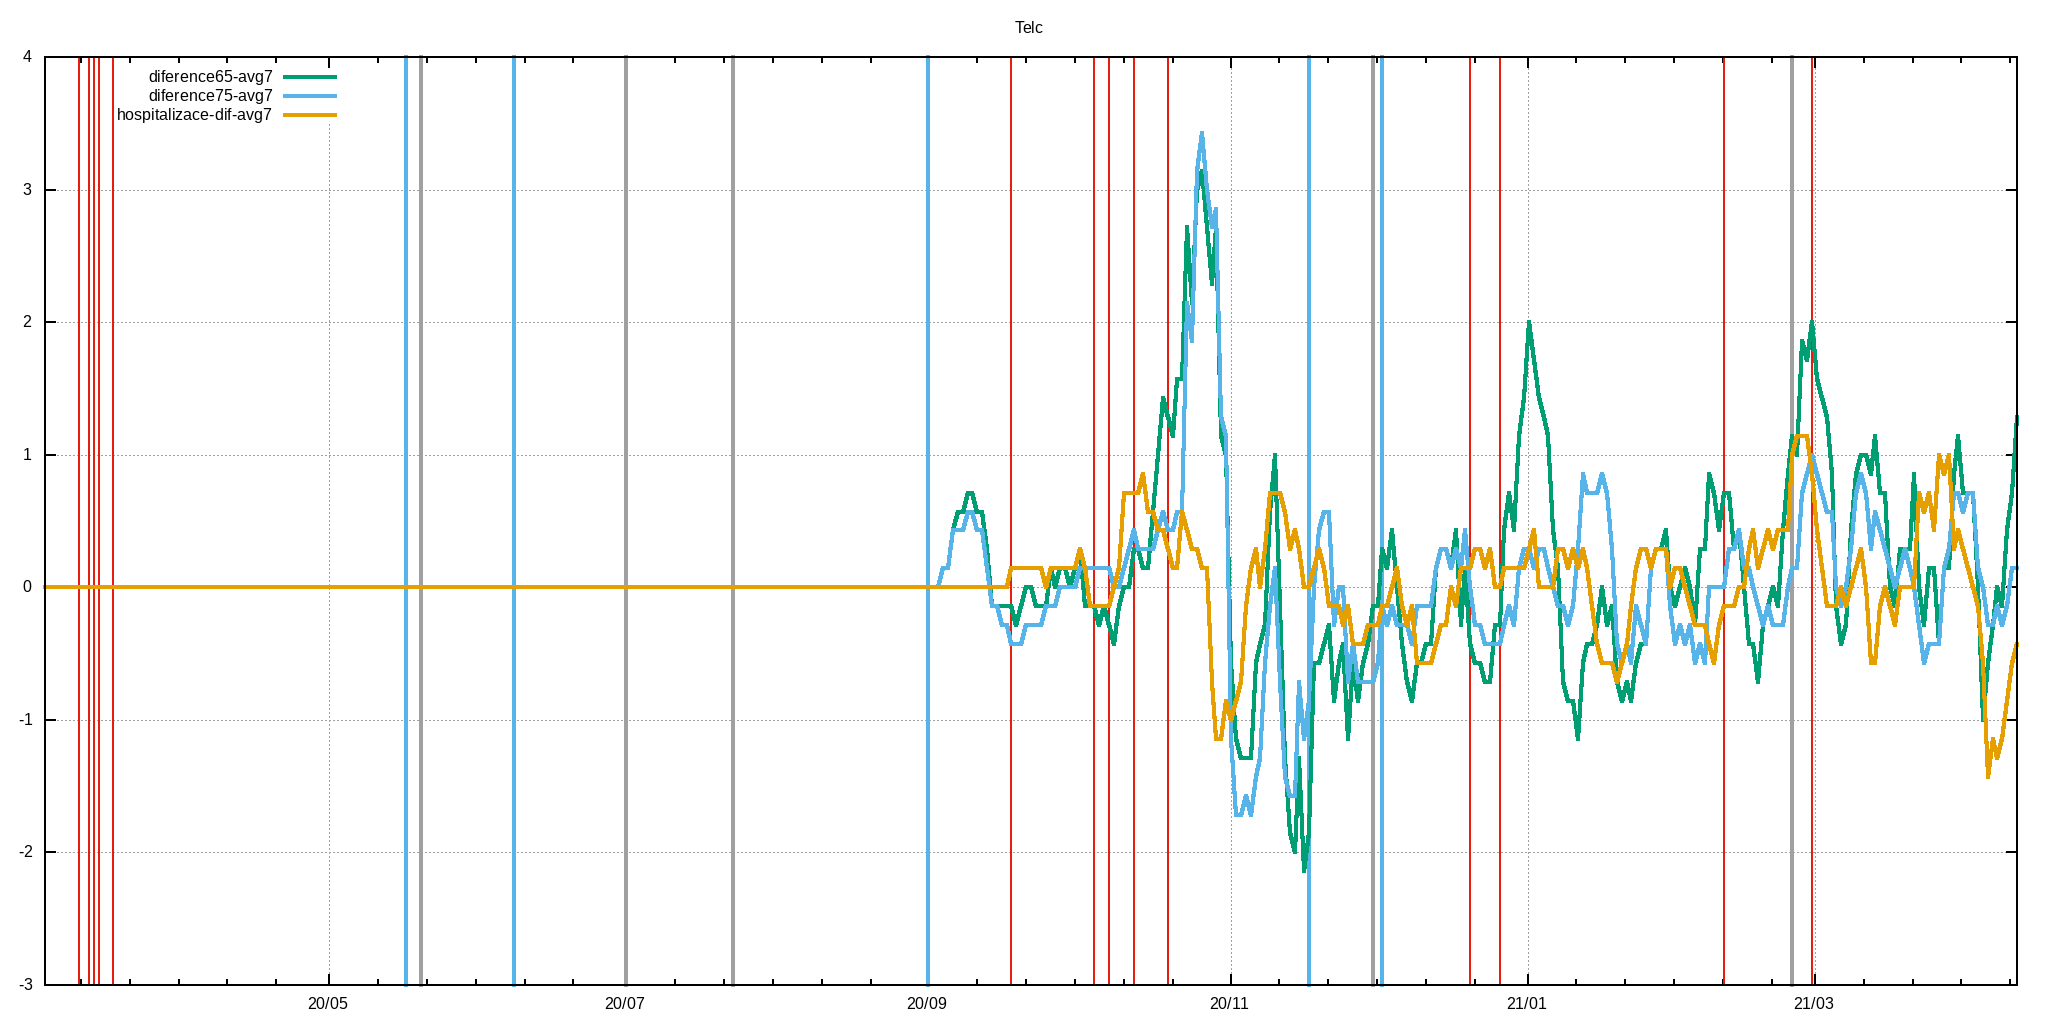 Telc
4
diference65-avg7
diference75-avg7
hospitalizace-dif-avg7
3
2
1
0
-1
-2
-3
20/05 20/07 20/09 20/11 21/01 21/03